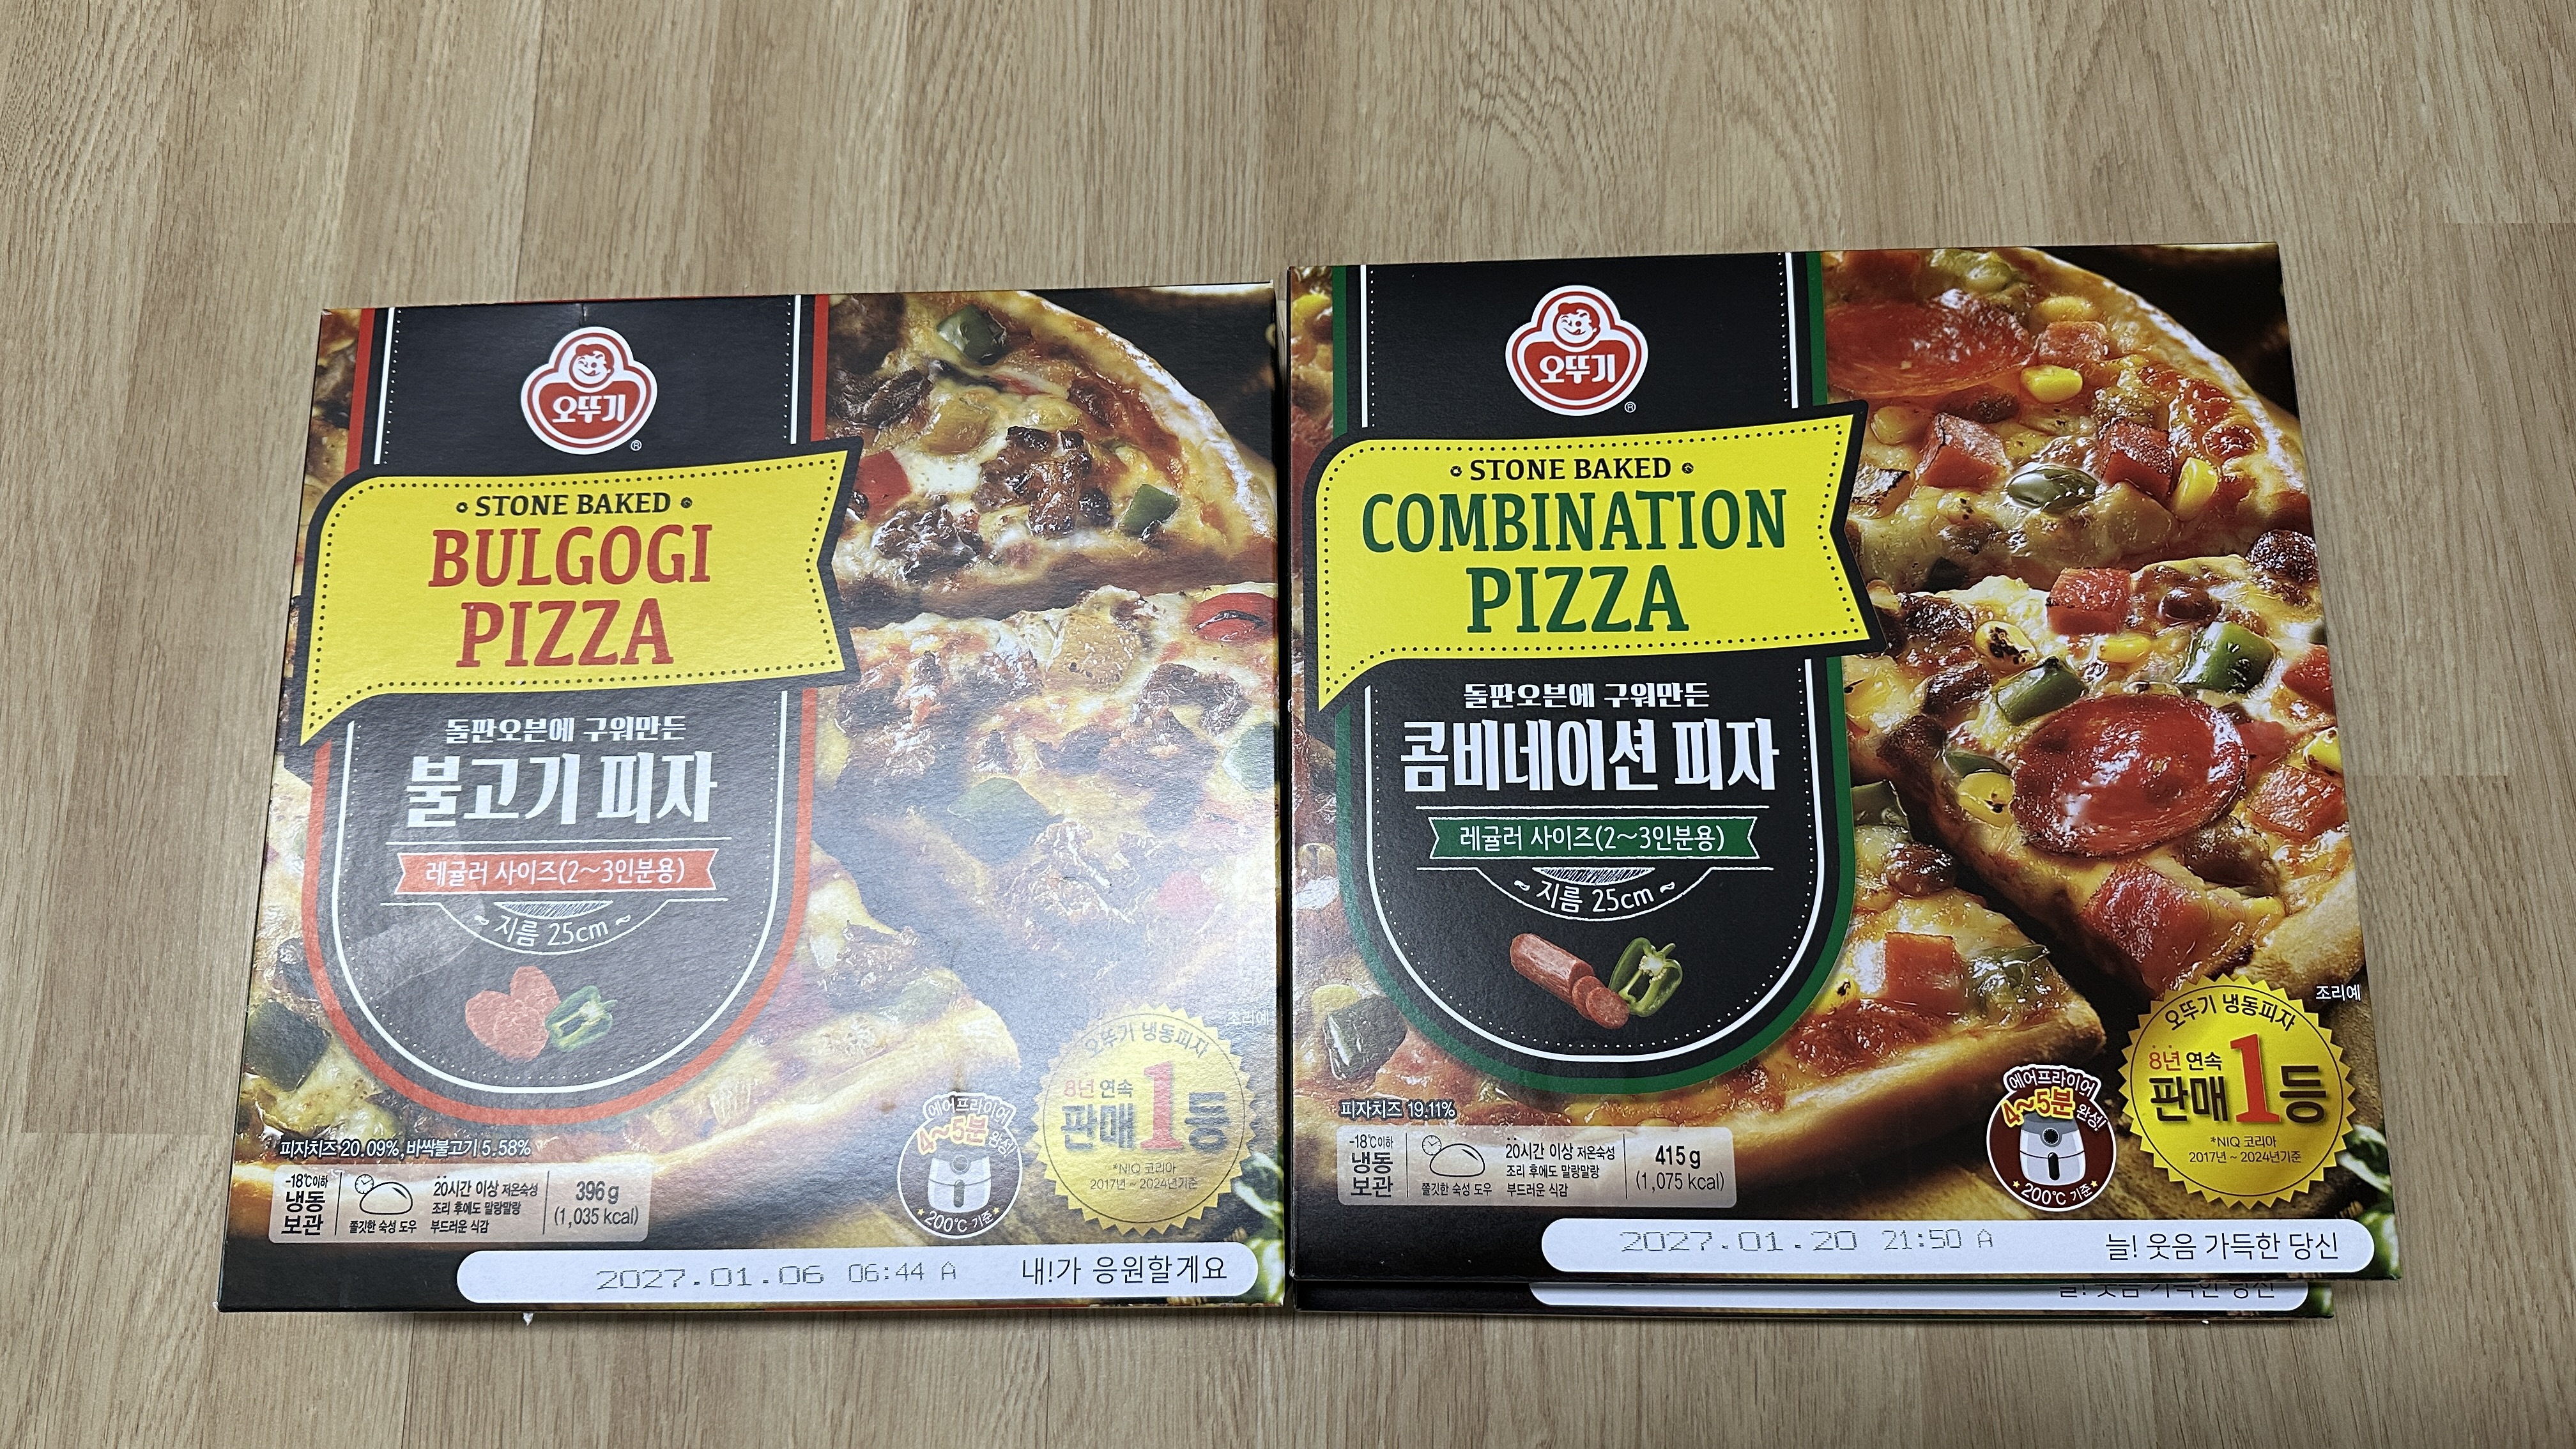 오뚜기
®
STONE BAKED
BULGOGI
PIZZA
돌판오븐에 구워만든
불고기 피자
레귤러 사이즈(2~3인분용)
~ 지름 25cm ~
조리예
오뚜기 냉동피자
8년 연속
판매 1등
*NIQ 코리아
2017년 ~ 2024년기준
에어프라이어
4~5분 완성!
200℃ 기준
피자치즈 20.09%, 바싹불고기 5.58%
-18℃이하
냉동
보관
쫄깃한 숙성 도우
20시간 이상 저온숙성
조리 후에도 말랑말랑
부드러운 식감
396 g
(1,035 kcal)
2027.01.06 06:44 A
내!가 응원할게요
오뚜기
®
STONE BAKED
COMBINATION
PIZZA
돌판오븐에 구워만든
콤비네이션 피자
레귤러 사이즈(2~3인분용)
~ 지름 25cm ~
조리예
오뚜기 냉동피자
8년 연속
판매 1등
*NIQ 코리아
2017년 ~ 2024년기준
에어프라이어
4~5분 완성!
200℃ 기준
피자치즈 19.11%
-18℃이하
냉동
보관
쫄깃한 숙성 도우
20시간 이상 저온숙성
조리 후에도 말랑말랑
부드러운 식감
415 g
(1,075 kcal)
2027.01.20 21:50 A
늘! 웃음 가득한 당신
늘! 웃음 가득한 당신